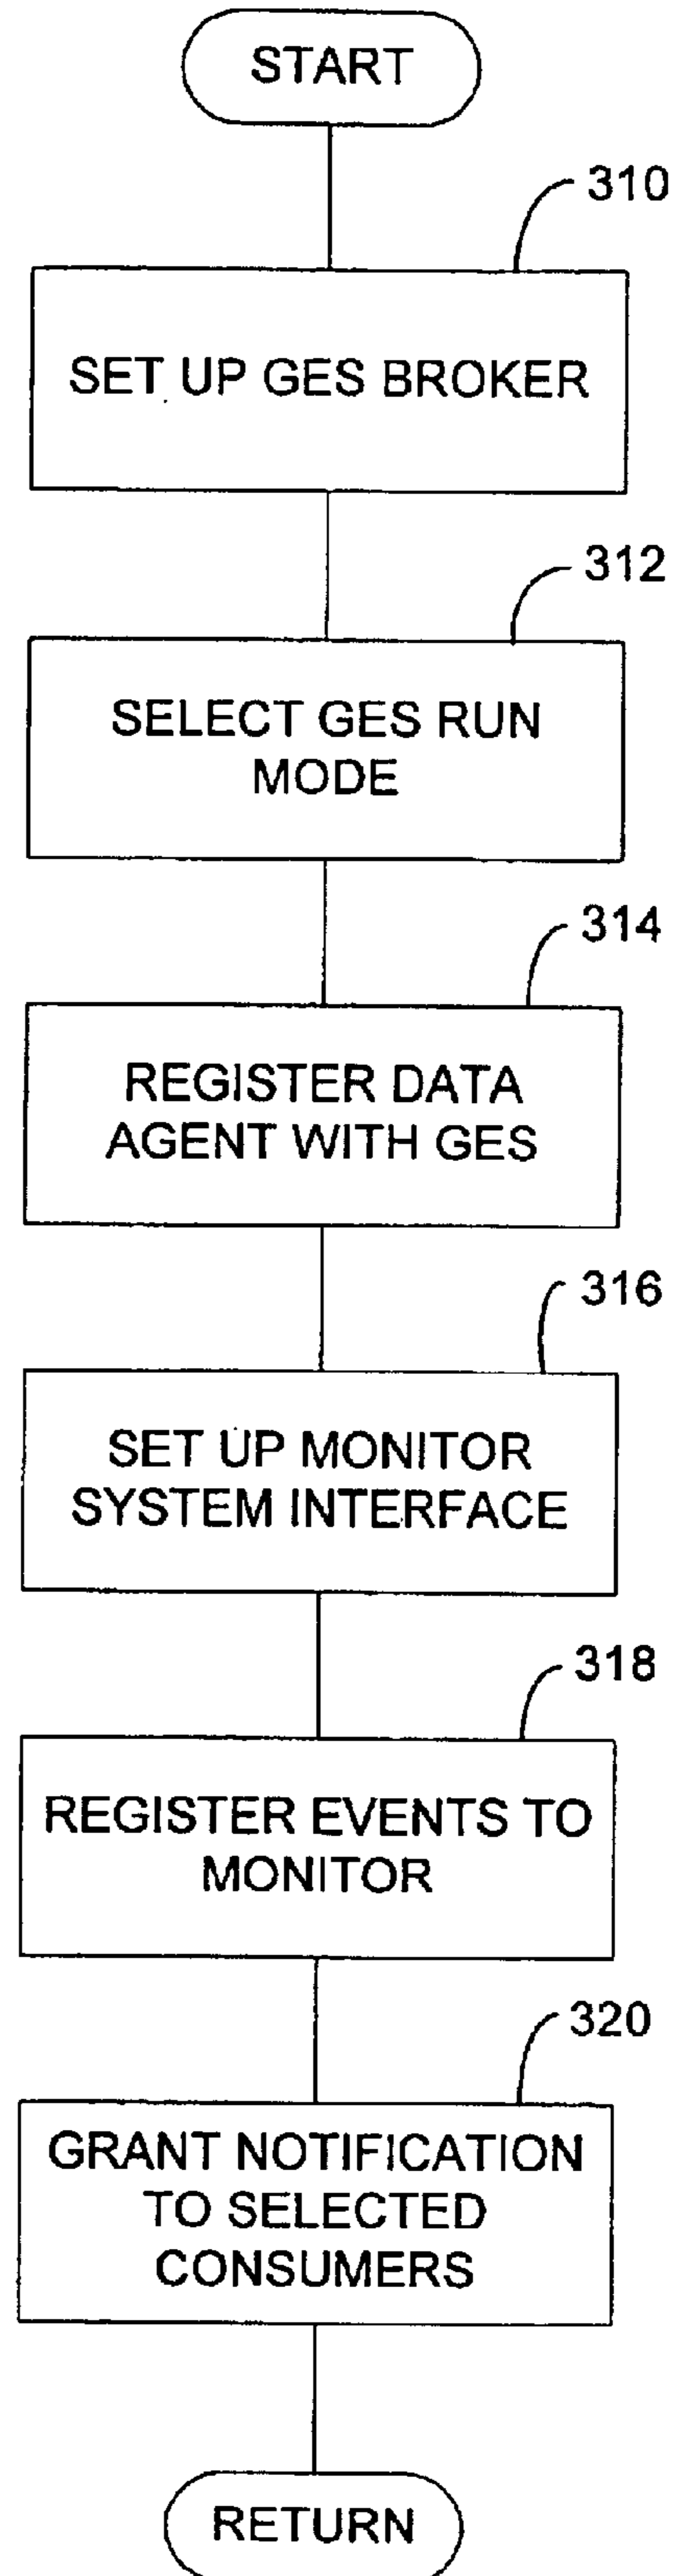 START
310
SET UP GES BROKER
312
SELECT GES RUN
MODE
314
REGISTER DATA
AGENT WITH GES
316
SET UP MONITOR
SYSTEM INTERFACE
318
REGISTER EVENTS TO
MONITOR
320
GRANT NOTIFICATION
TO SELECTED
CONSUMERS
RETURN